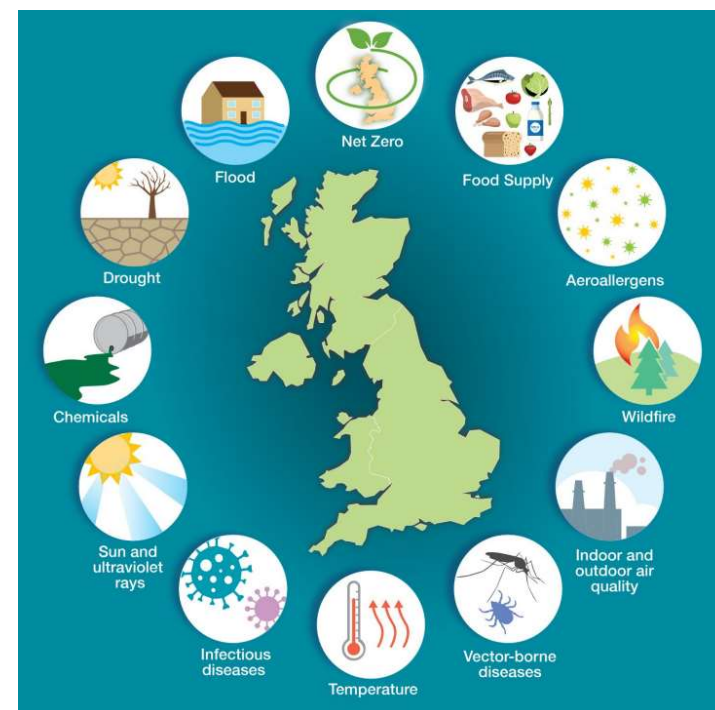 Net Zero
Food Supply
Aeroallergens
Wildfire
Indoor and
outdoor air
quality
Vector-borne
diseases
Temperature
Infectious
diseases
Sun and
ultraviolet
rays
Chemicals
Drought
Flood